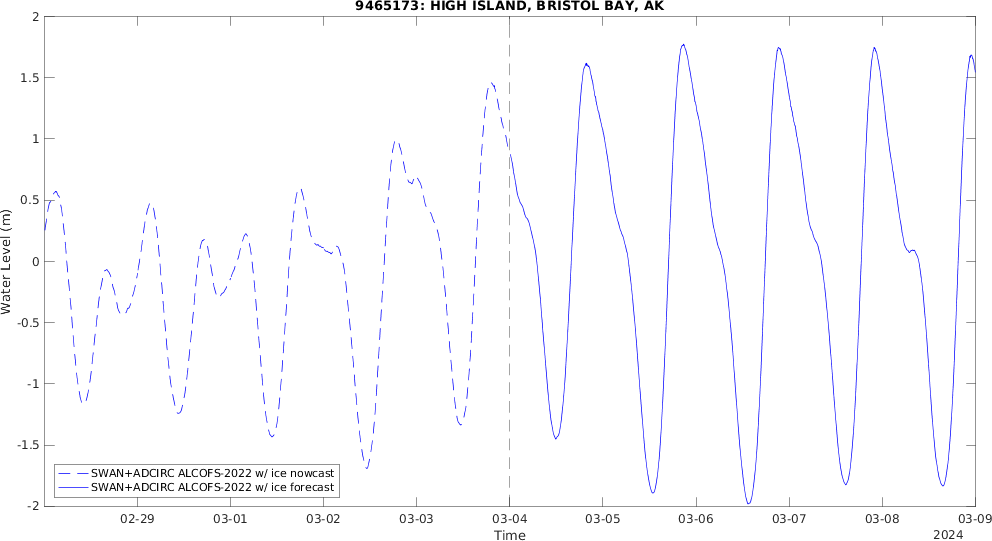 9465173: HIGH ISLAND, BRISTOL BAY, AK
2
1.5
1
0.5
0
-0.5
-1
-1.5
-2
Water Level (m)
SWAN+ADCIRC ALCOFS-2022 w/ ice nowcast
SWAN+ADCIRC ALCOFS-2022 w/ ice forecast
02-29 03-01 03-02 03-03 03-04 03-05 03-06 03-07 03-08 03-09
Time
2024